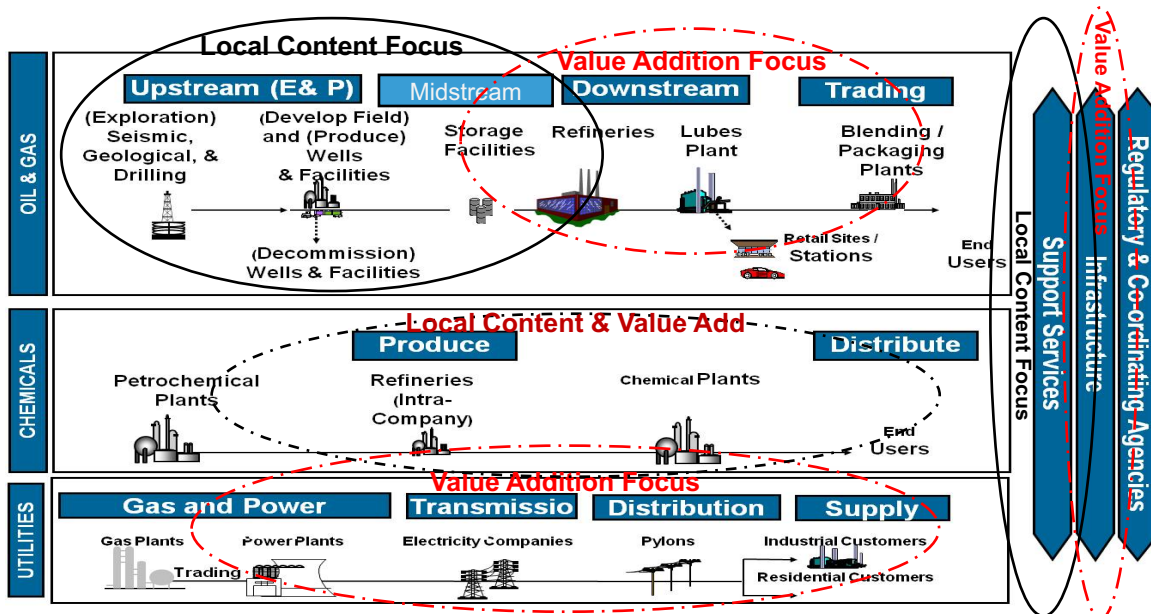 Local Content Focus
Value Addition Focus
OIL & GAS
Upstream (E& P)
Midstream
Downstream
Trading
(Exploration)
Seismic,
Geological, &
Drilling
(Develop Field)
and (Produce)
Wells
& Facilities
Storage
Facilities
Refineries
Lubes
Plant
Blending /
Packaging
Plants
(Decommission)
Wells & Facilities
Retail Sites /
Stations
End
Users
CHEMICALS
Local Content & Value Add
Produce
Distribute
Petrochemical
Plants
Refineries
(Intra-
Company)
Chemical Plants
End
Users
UTILITIES
Value Addition Focus
Gas and Power
Transmissio
Distribution
Supply
Gas Plants
Power Plants
Electricity Companies
Pylons
Industrial Customers
Trading
Residential Customers
Local Content Focus
Support Services
Value Addition Focus
Infrastructure
Regulatory & Co-ordinating Agencies